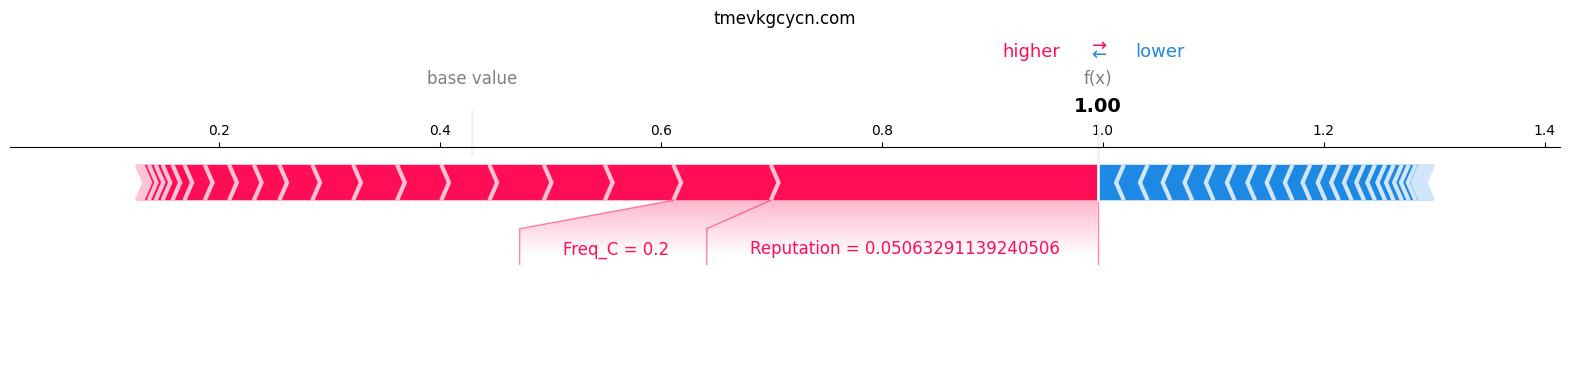 tmevkgcycn.com
higher ⇄ lower
base value f(x)
1.00
0.2 0.4 0.6 0.8 1.0 1.2 1.4
Freq_C = 0.2 Reputation = 0.05063291139240506